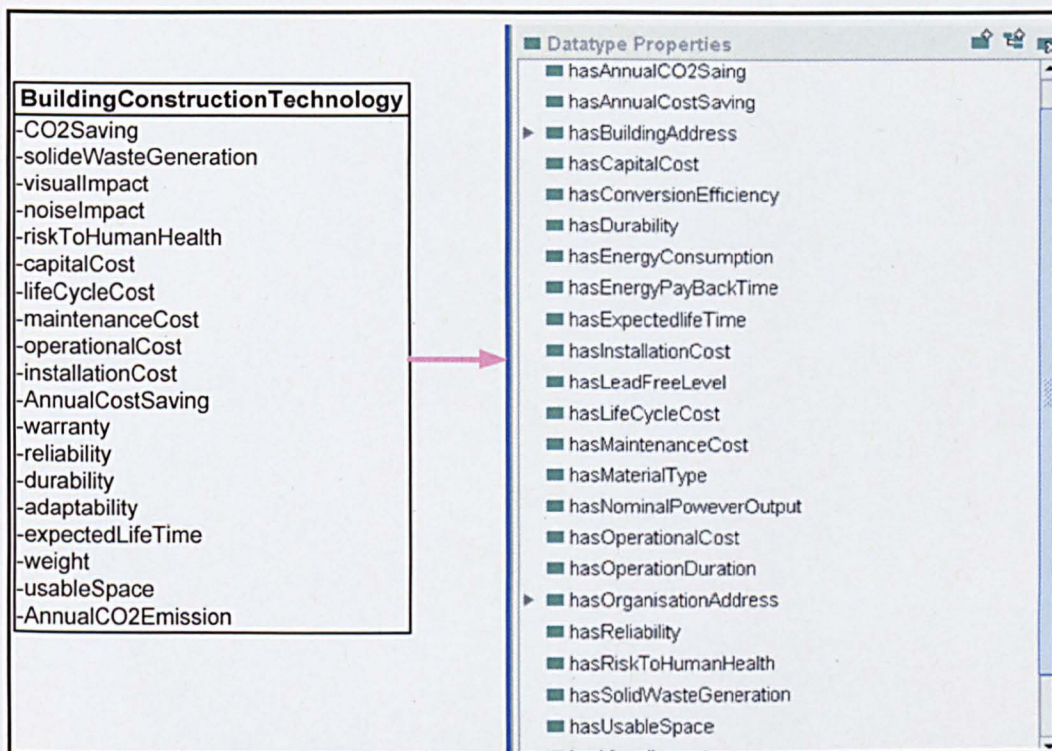 BuildingConstructionTechnology
-CO2Saving
-solideWasteGeneration
-visualImpact
-noiseImpact
-riskToHumanHealth
-capitalCost
-lifeCycleCost
-maintenanceCost
-operationalCost
-installationCost
-AnnualCostSaving
-warranty
-reliability
-durability
-adaptability
-expectedLifeTime
-weight
-usableSpace
-AnnualCO2Emission
Datatype Properties
hasAnnualCO2Saing
hasAnnualCostSaving
hasBuildingAddress
hasCapitalCost
hasConversionEfficiency
hasDurability
hasEnergyConsumption
hasEnergyPayBackTime
hasExpectedlifeTime
hasInstallationCost
hasLeadFreeLevel
hasLifeCycleCost
hasMaintenanceCost
hasMaterialType
hasNominalPoweverOutput
hasOperationalCost
hasOperationDuration
hasOrganisationAddress
hasReliability
hasRiskToHumanHealth
hasSolidWasteGeneration
hasUsableSpace